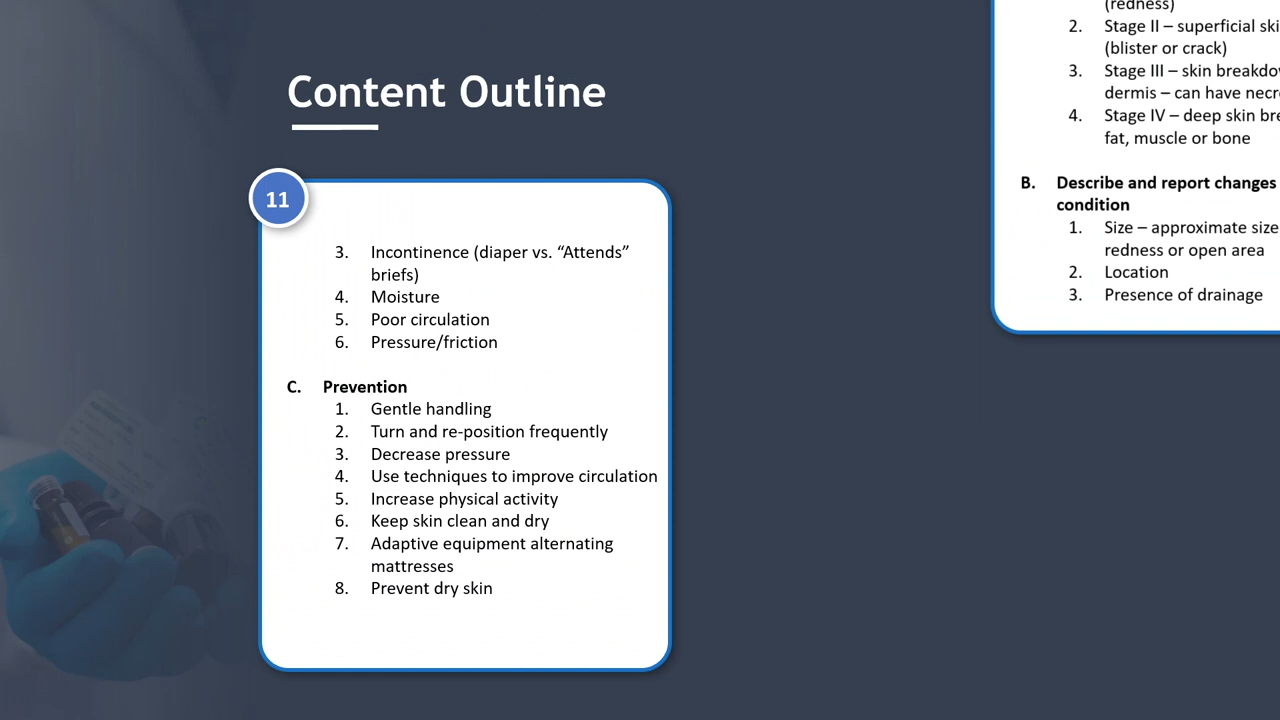 Content Outline
11
3. Incontinence (diaper vs. “Attends”
briefs)
4. Moisture
5. Poor circulation
6. Pressure/friction
C. Prevention
1. Gentle handling
2. Turn and re-position frequently
3. Decrease pressure
4. Use techniques to improve circulation
5. Increase physical activity
6. Keep skin clean and dry
7. Adaptive equipment alternating
mattresses
8. Prevent dry skin
(redness)
2. Stage II – superficial
(blister or crack)
3. Stage III – skin
dermis – can have
4. Stage IV – deep skin
fat, muscle or bone
B. Describe and report changes
condition
1. Size – approximate size
redness or open area
2. Location
3. Presence of drainage